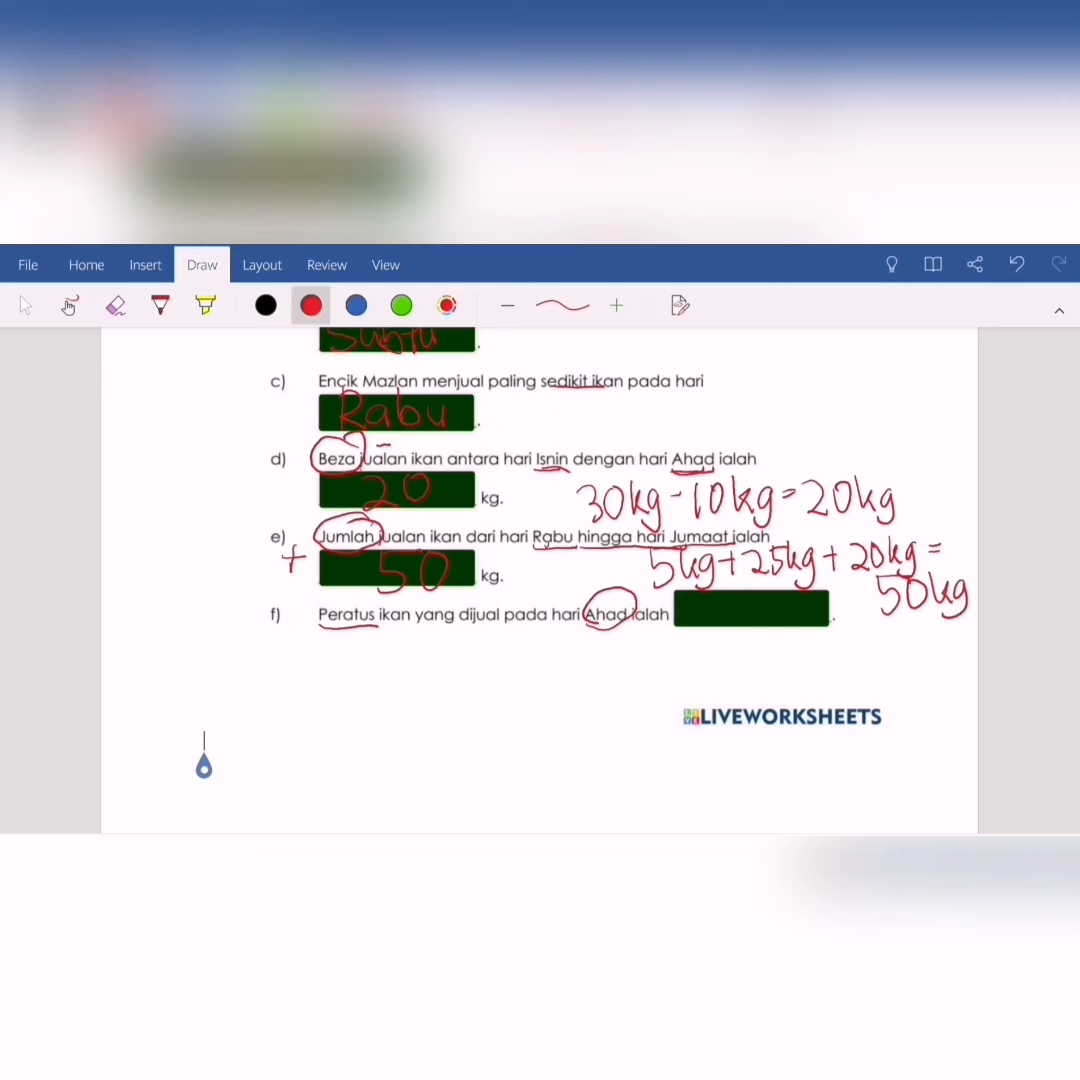 File Home Insert Draw Layout Review View
Sabtu
c) Encik Mazlan menjual paling sedikit ikan pada hari
Rabu.
d) Beza jualan ikan antara hari Isnin dengan hari Ahad ialah
20 kg. 30kg - 10kg = 20kg
e) Jumlah jualan ikan dari hari Rabu hingga hari Jumaat ialah
+ 50 kg. 5kg + 25kg + 20kg =
50kg
f) Peratus ikan yang dijual pada hari Ahad ialah .
LIVEWORKSHEETS